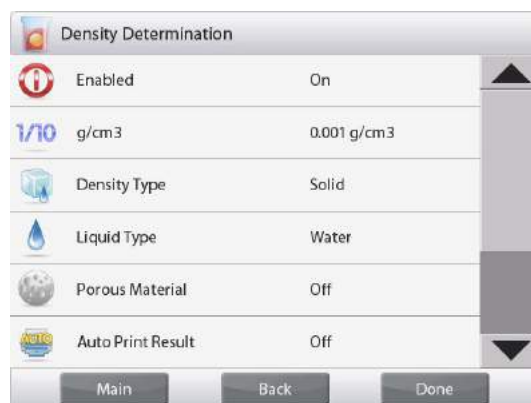 Density Determination
Enabled On
1/10 g/cm3 0.001 g/cm3
Density Type Solid
Liquid Type Water
Porous Material Off
AUTO Auto Print Result Off
Main Back Done